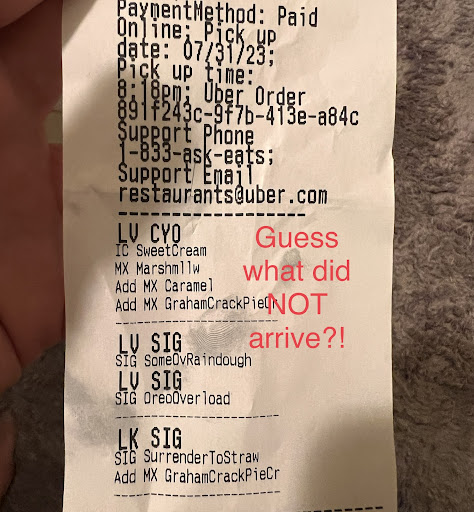 PaymentMethod: Paid
Online; Pick up
date: 07/31/23;
Pick up time:
8:18pm; Uber Order
891f243c-9f7b-413e-a84c
Support Phone
1-833-ask-eats;
Support Email
restaurants@uber.com
LV CYO
IC SweetCream
MX Marshmllw
Add MX Caramel
Add MX GrahamCrackPieCr
LV SIG
SIG SomeOvRaindough
LV SIG
SIG OreoOverload
LK SIG
SIG SurrenderToStraw
Add MX GrahamCrackPieCr
Guess
what did
NOT
arrive?!